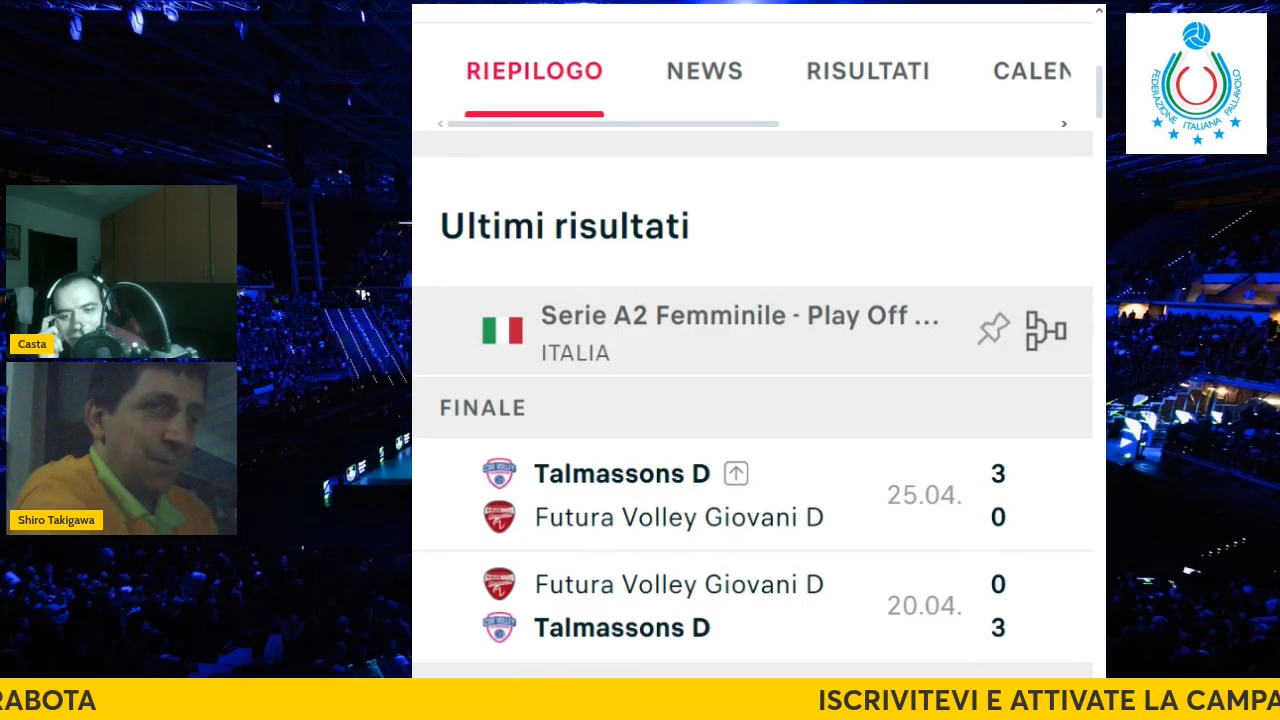 RIEPILOGO
NEWS
RISULTATI
CALEN
FEDERAZIONE ITALIANA PALLAVOLO
Ultimi risultati
Serie A2 Femminile - Play Off ...
ITALIA
FINALE
Talmassons D
3
25.04.
Futura Volley Giovani D
0
Futura Volley Giovani D
0
20.04.
Talmassons D
3
Casta
Shiro Takigawa
RABOTA
ISCRIVITEVI E ATTIVATE LA CAMPA